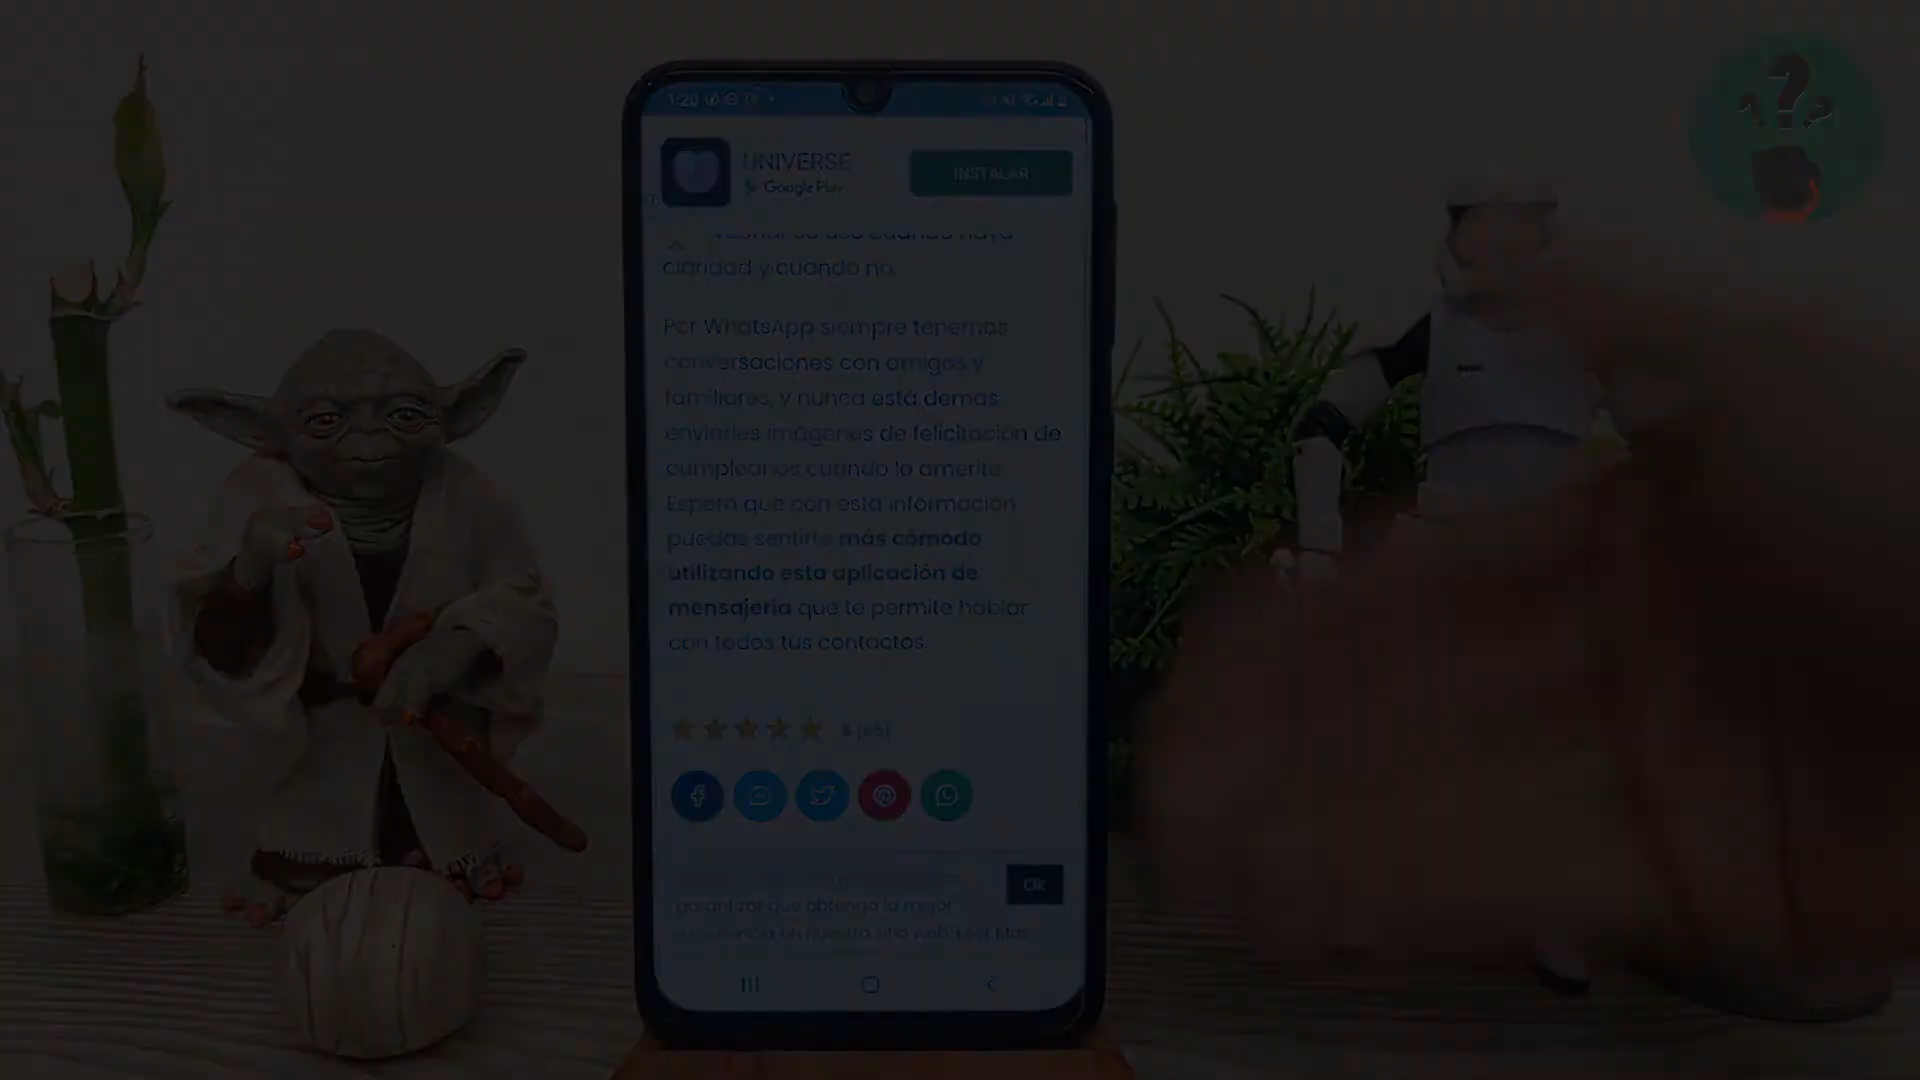 1:20
UNIVERSE
Google Play
INSTALAR
claridad y cuando no.
Por WhatsApp siempre tenemos
conversaciones con amigos y
familiares, y nunca está demás
enviarles imágenes de felicitación de
cumpleaños cuando lo amerite.
Espero que con esta información
puedas sentirte más cómodo
utilizando esta aplicación de
mensajería que te permite hablar
con todos tus contactos.
5 (65)
OK
garantizar que obtenga la mejor
experiencia en nuestro sitio web. Leer Más